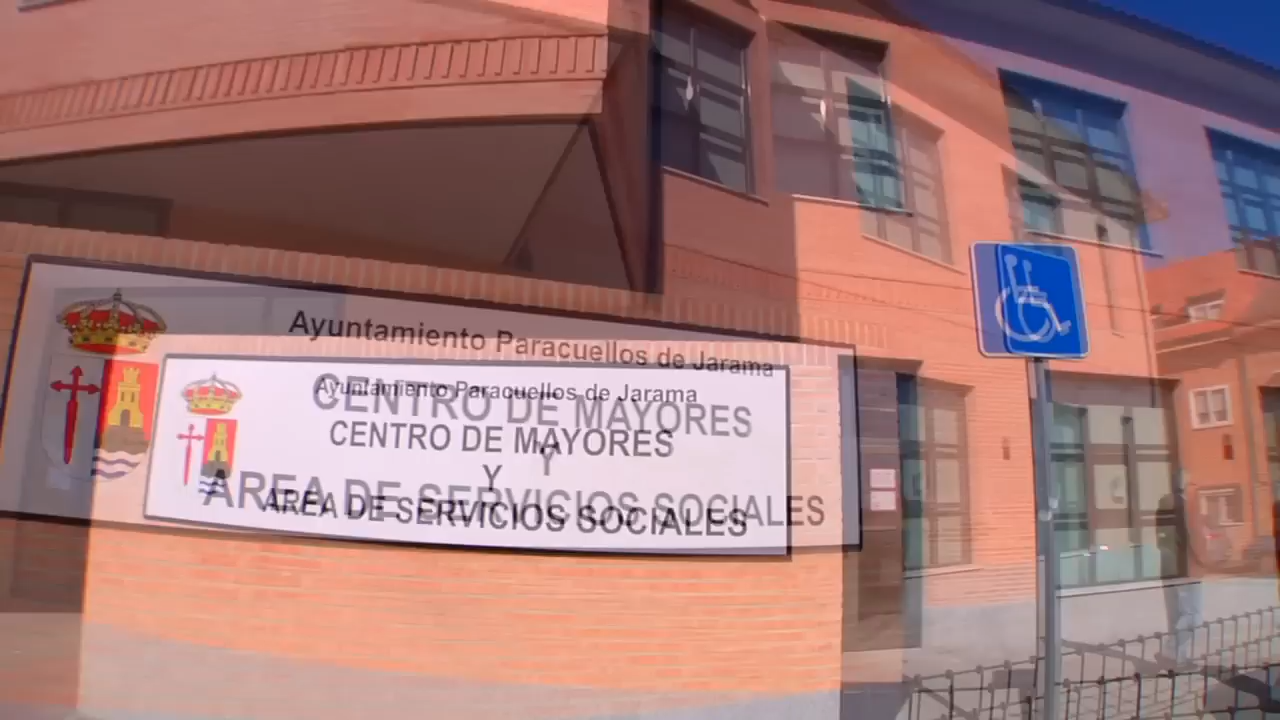 Ayuntamiento Paracuellos de Jarama
CENTRO DE MAYORES
Y
AREA DE SERVICIOS SOCIALES
Ayuntamiento Paracuellos de Jarama
CENTRO DE MAYORES
Y
AREA DE SERVICIOS SOCIALES